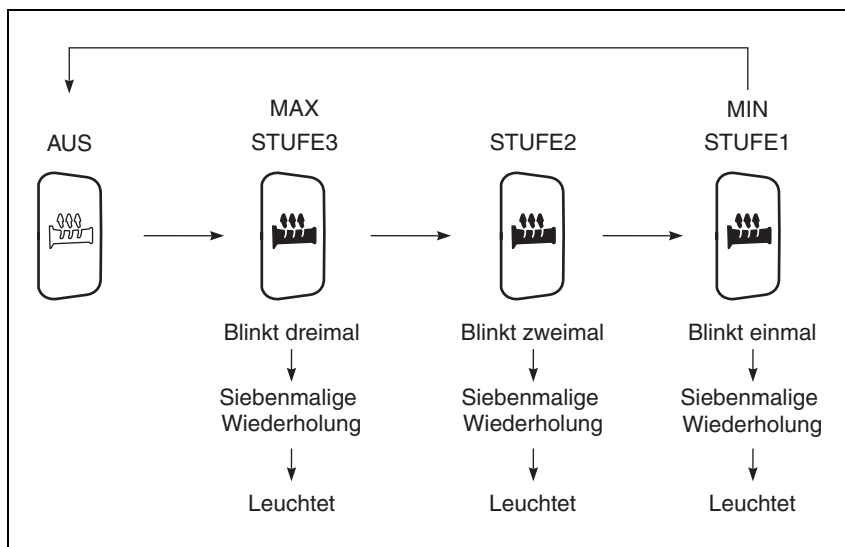 MAX
MIN
AUS
STUFE3
STUFE2
STUFE1
Blinkt dreimal
Blinkt zweimal
Blinkt einmal
Siebenmalige
Wiederholung
Siebenmalige
Wiederholung
Siebenmalige
Wiederholung
Leuchtet
Leuchtet
Leuchtet